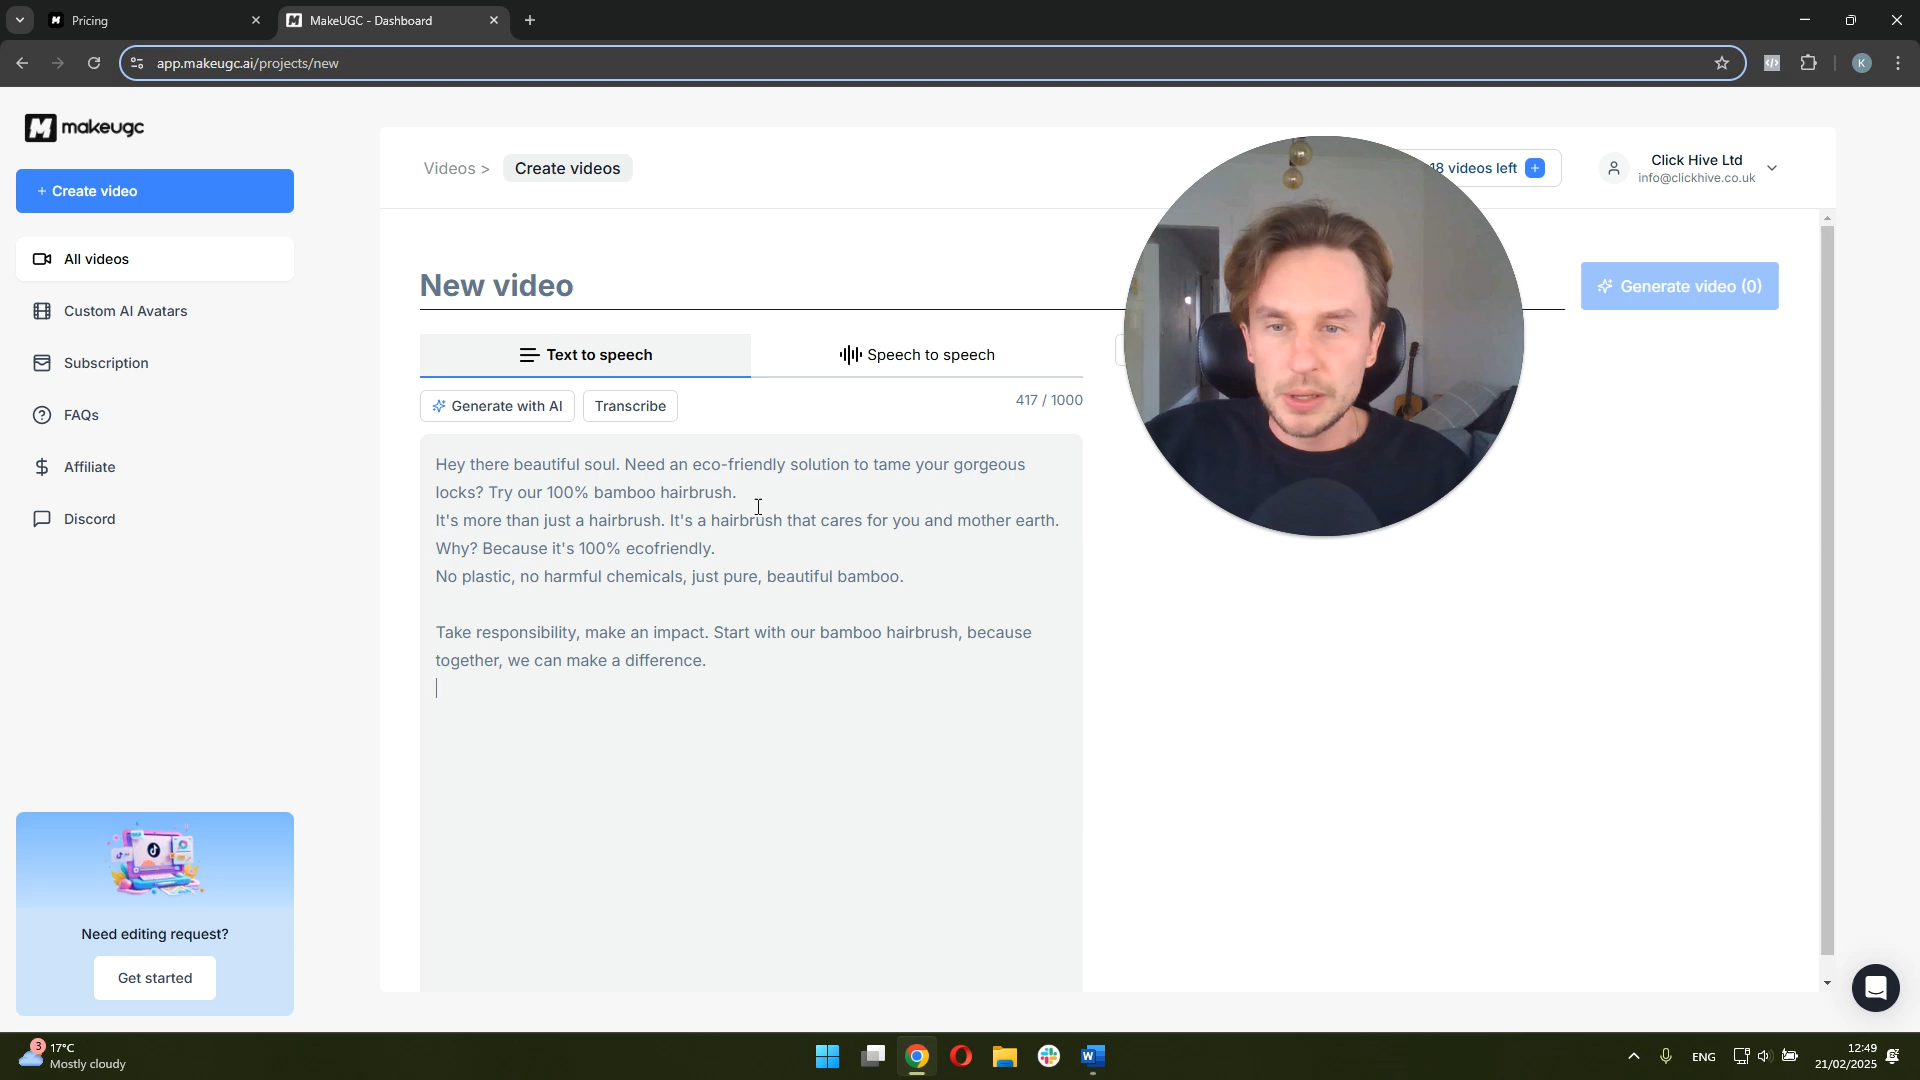 Pricing
MakeUGC - Dashboard
app.makeugc.ai/projects/new
K
makeugc
+ Create video
All videos
Custom AI Avatars
Subscription
FAQs
Affiliate
Discord
Need editing request?
Get started
Videos > Create videos
18 videos left +
Click Hive Ltd
info@clickhive.co.uk
New video
Generate video (0)
Text to speech
Speech to speech
Generate with AI
Transcribe
417 / 1000
Hey there beautiful soul. Need an eco-friendly solution to tame your gorgeous
locks? Try our 100% bamboo hairbrush.
It's more than just a hairbrush. It's a hairbrush that cares for you and mother earth.
Why? Because it's 100% ecofriendly.
No plastic, no harmful chemicals, just pure, beautiful bamboo.
Take responsibility, make an impact. Start with our bamboo hairbrush, because
together, we can make a difference.
3
17°C
Mostly cloudy
W
ENG
12:49
21/02/2025